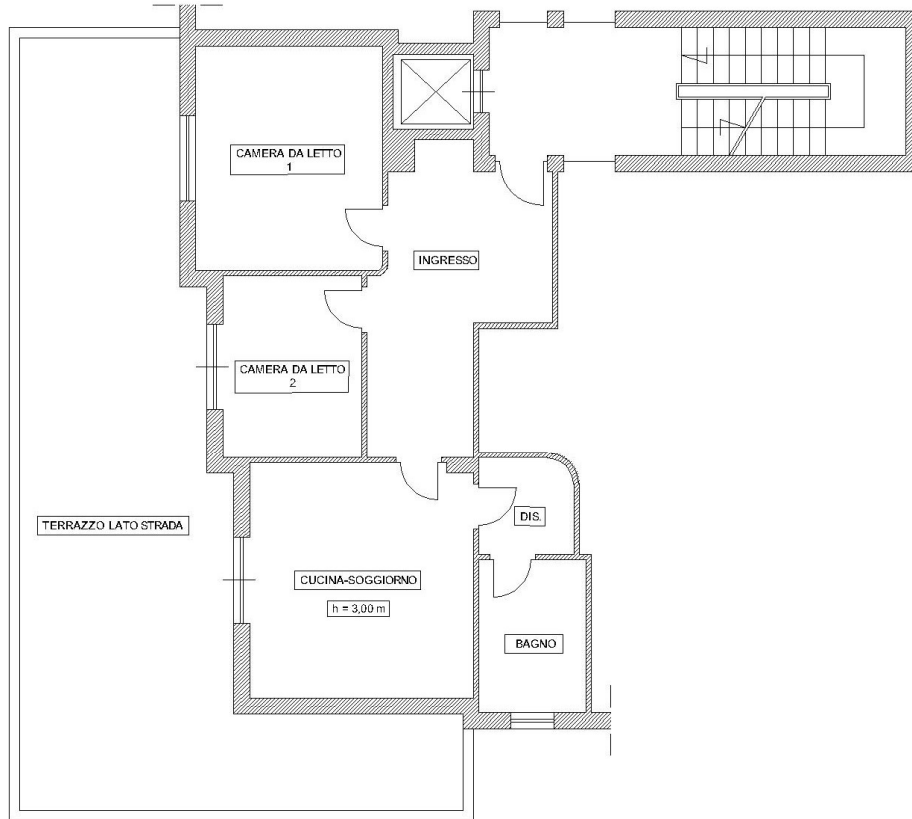 CAMERA DA LETTO
1
INGRESSO
CAMERA DA LETTO
2
TERRAZZO LATO STRADA
DIS.
CUCINA-SOGGIORNO
h = 3,00 m
BAGNO